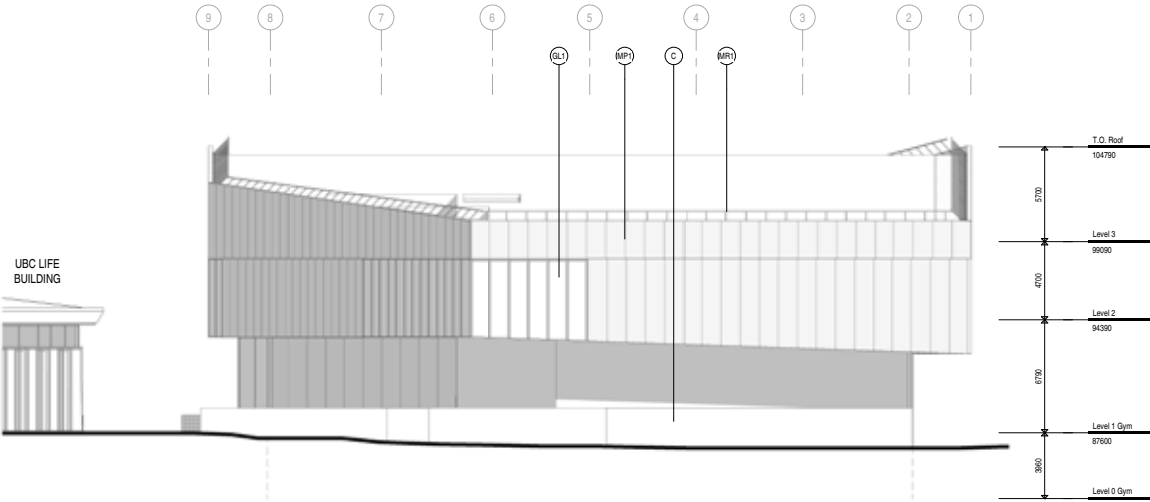 9 8 7 6 5 4 3 2 1
GL1 MP1 C MR1
T.O. Roof
104790
5700
Level 3
99090
UBC LIFE
BUILDING
4700
Level 2
94390
6790
Level 1 Gym
87600
3960
Level 0 Gym